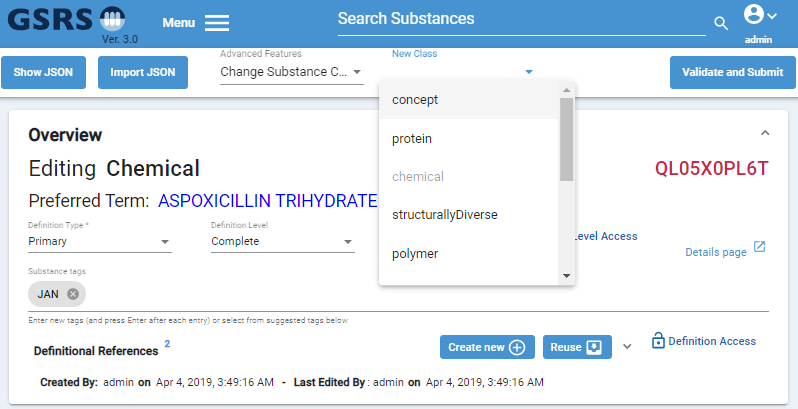 GSRS
Ver. 3.0
Menu
Search Substances
admin
Show JSON
Import JSON
Advanced Features
Change Substance C...
New Class
Validate and Submit
concept
protein
chemical
structurallyDiverse
polymer
Overview
Editing Chemical
QL05X0PL6T
Preferred Term: ASPOXICILLIN TRIHYDRATE
Definition Type *
Primary
Definition Level
Complete
Level Access
Details page
Substance tags
JAN
Enter new tags (and press Enter after each entry) or select from suggested tags below
Definitional References 2
Create new
Reuse
Definition Access
Created By: admin on Apr 4, 2019, 3:49:16 AM - Last Edited By : admin on Apr 4, 2019, 3:49:16 AM